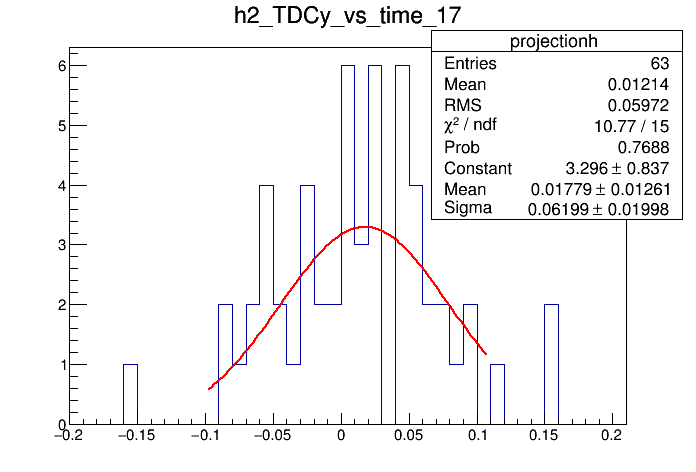 h2_TDCy_vs_time_17
projectionh
Entries 63
Mean 0.01214
RMS 0.05972
χ² / ndf 10.77 / 15
Prob 0.7688
Constant 3.296 ± 0.837
Mean 0.01779 ± 0.01261
Sigma 0.06199 ± 0.01998
6
5
4
3
2
1
0
−0.2 −0.15 −0.1 −0.05 0 0.05 0.1 0.15 0.2